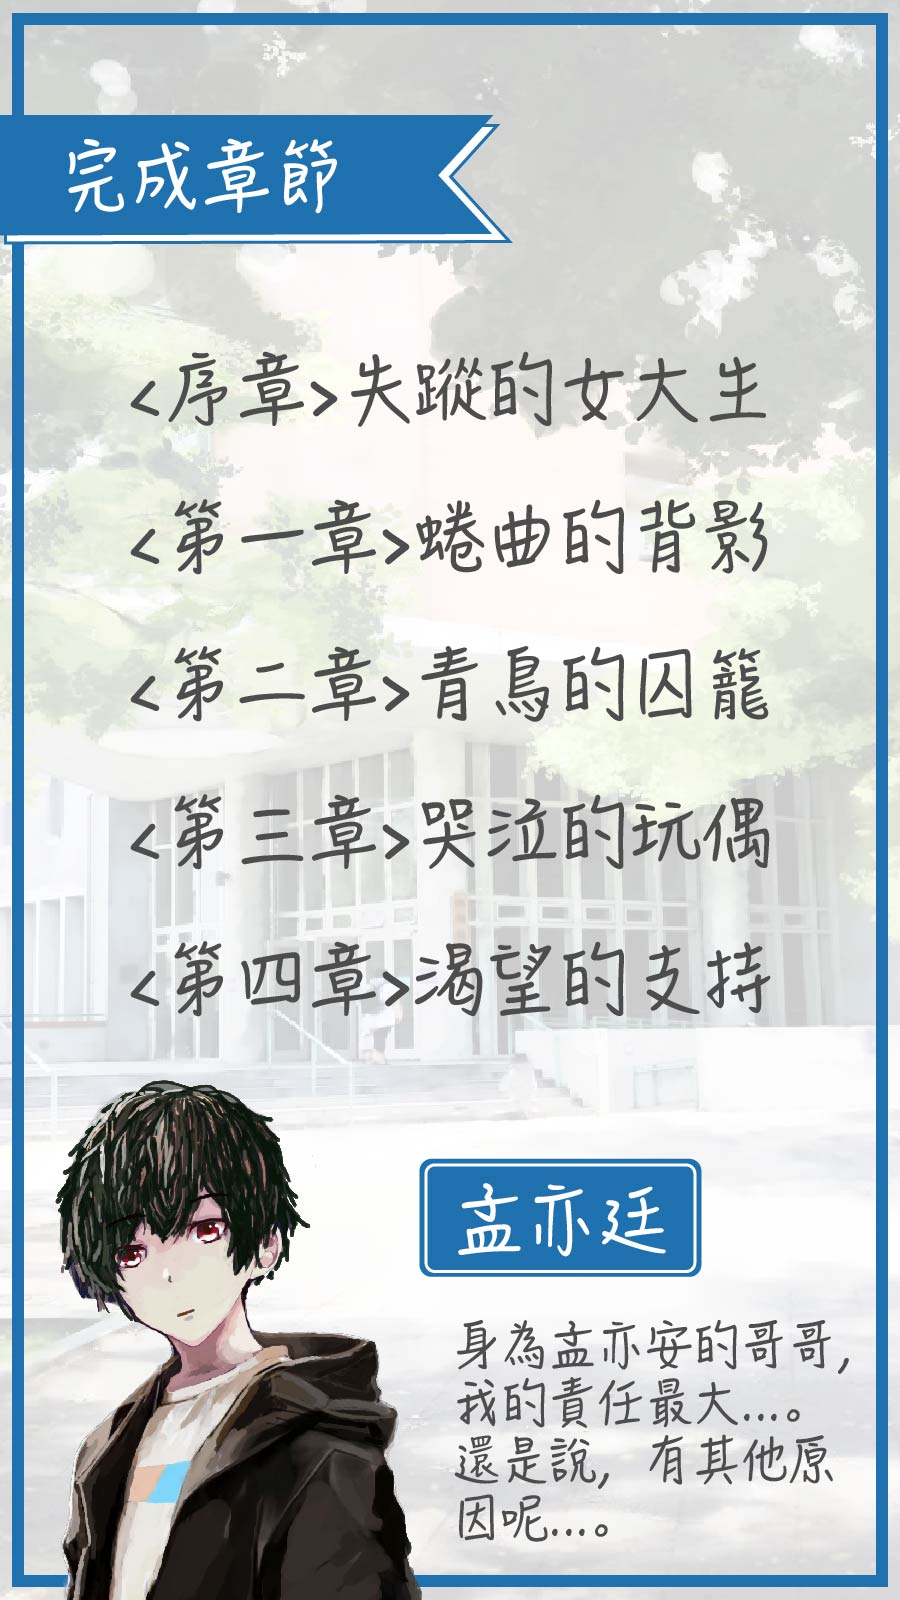 完成章節
<序章>失蹤的女大生
<第一章>蜷曲的背影
<第二章>青鳥的囚籠
<第三章>哭泣的玩偶
<第四章>渴望的支持
孟亦廷
身為孟亦安的哥哥,
我的責任最大...。
還是說, 有其他原
因呢...。